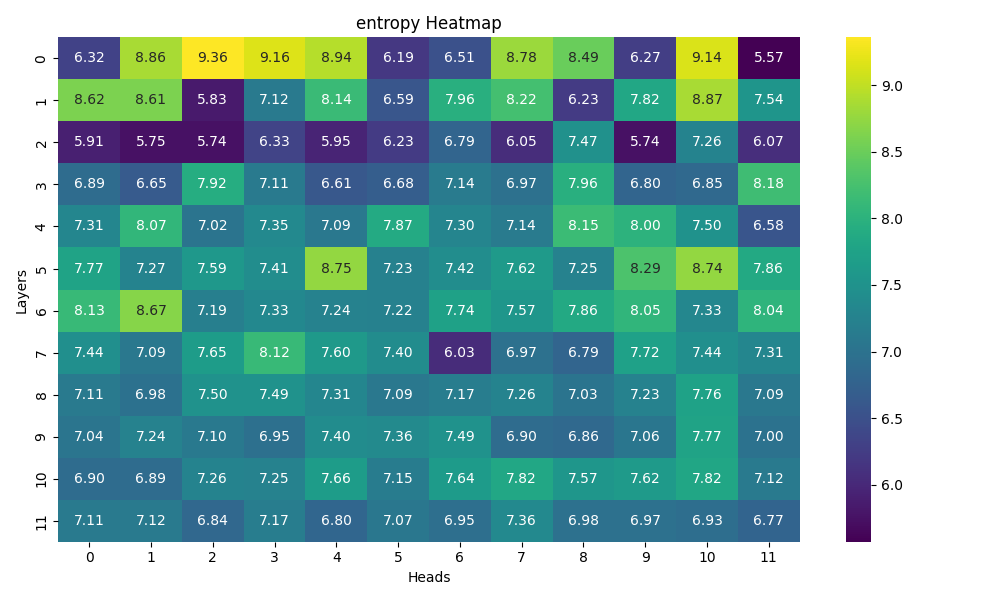 entropy Heatmap
Layers
0 6.32 8.86 9.36 9.16 8.94 6.19 6.51 8.78 8.49 6.27 9.14 5.57
1 8.62 8.61 5.83 7.12 8.14 6.59 7.96 8.22 6.23 7.82 8.87 7.54
2 5.91 5.75 5.74 6.33 5.95 6.23 6.79 6.05 7.47 5.74 7.26 6.07
3 6.89 6.65 7.92 7.11 6.61 6.68 7.14 6.97 7.96 6.80 6.85 8.18
4 7.31 8.07 7.02 7.35 7.09 7.87 7.30 7.14 8.15 8.00 7.50 6.58
5 7.77 7.27 7.59 7.41 8.75 7.23 7.42 7.62 7.25 8.29 8.74 7.86
6 8.13 8.67 7.19 7.33 7.24 7.22 7.74 7.57 7.86 8.05 7.33 8.04
7 7.44 7.09 7.65 8.12 7.60 7.40 6.03 6.97 6.79 7.72 7.44 7.31
8 7.11 6.98 7.50 7.49 7.31 7.09 7.17 7.26 7.03 7.23 7.76 7.09
9 7.04 7.24 7.10 6.95 7.40 7.36 7.49 6.90 6.86 7.06 7.77 7.00
10 6.90 6.89 7.26 7.25 7.66 7.15 7.64 7.82 7.57 7.62 7.82 7.12
11 7.11 7.12 6.84 7.17 6.80 7.07 6.95 7.36 6.98 6.97 6.93 6.77
0 1 2 3 4 5 6 7 8 9 10 11
Heads
9.0
8.5
8.0
7.5
7.0
6.5
6.0